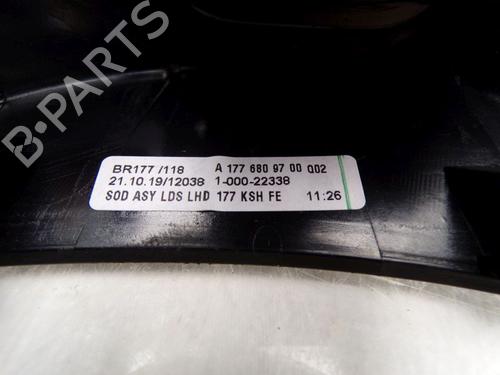 B-Parts
BR177 /118 A 177 680 97 00 Q02
21.10.19/12038 1-000-22338
SOD ASY LDS LHD 177 KSH FE 11:26